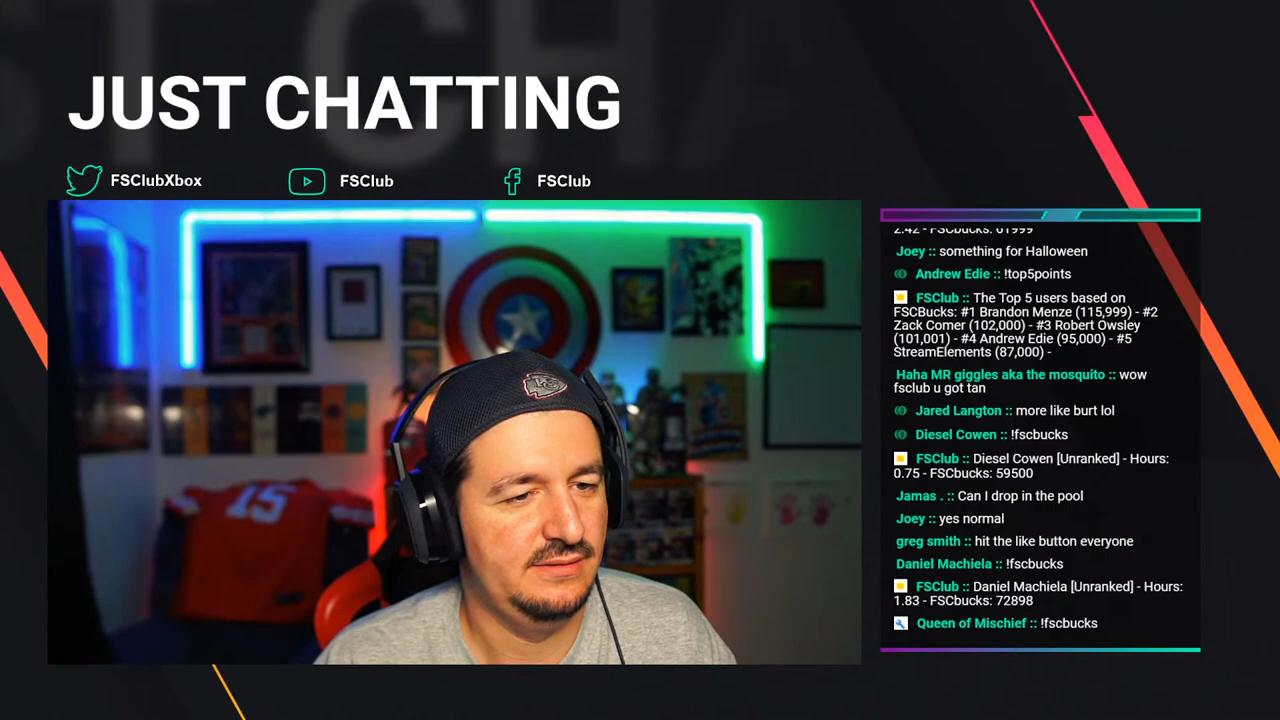 JUST CHATTING
FSClubXbox
FSClub
FSClub
15
KC
2.42 - FSCbucks: 61999
Joey :: something for Halloween
Andrew Edie :: !top5points
FSClub :: The Top 5 users based on
FSCBucks: #1 Brandon Menze (115,999) - #2
Zack Comer (102,000) - #3 Robert Owsley
(101,001) - #4 Andrew Edie (95,000) - #5
StreamElements (87,000) -
Haha MR giggles aka the mosquito :: wow
fsclub u got tan
Jared Langton :: more like burt lol
Diesel Cowen :: !fscbucks
FSClub :: Diesel Cowen [Unranked] - Hours:
0.75 - FSCbucks: 59500
Jamas . :: Can I drop in the pool
Joey :: yes normal
greg smith :: hit the like button everyone
Daniel Machiela :: !fscbucks
FSClub :: Daniel Machiela [Unranked] - Hours:
1.83 - FSCbucks: 72898
Queen of Mischief :: !fscbucks